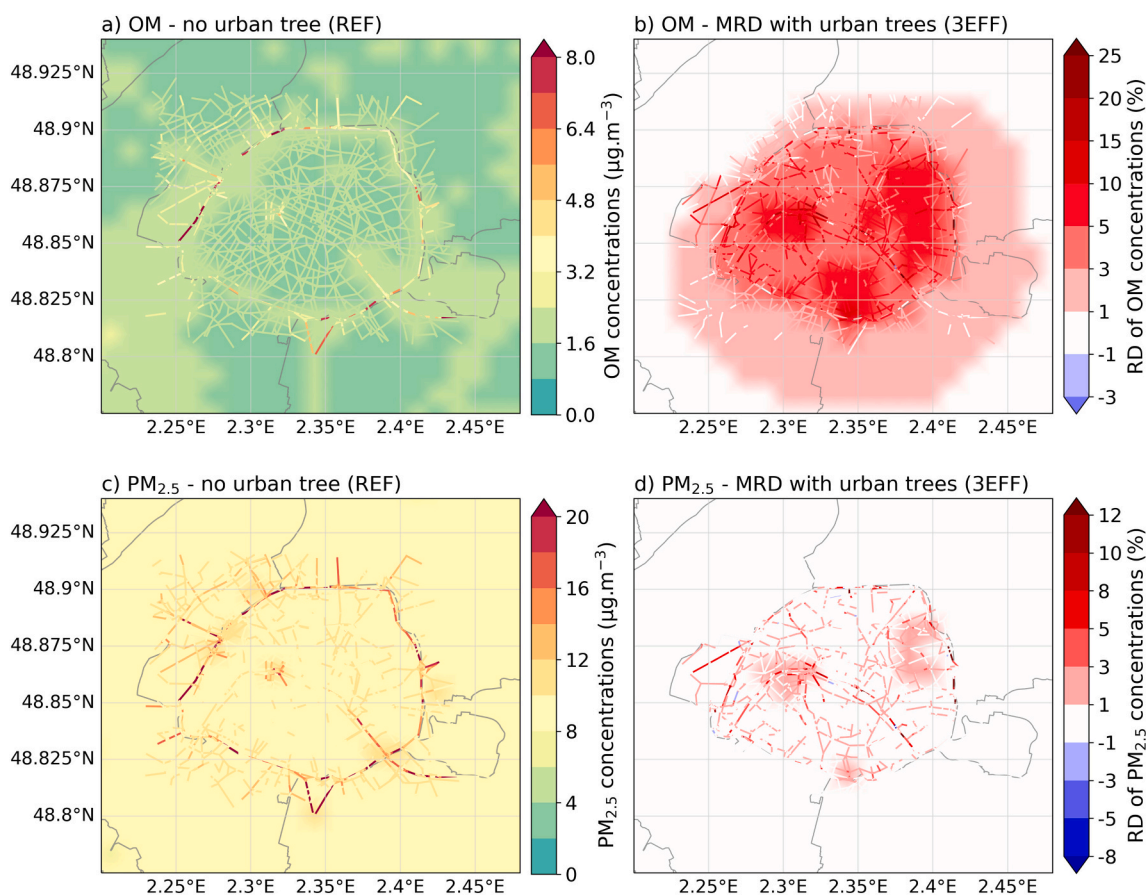 a) OM - no urban tree (REF)
48.925°N
48.9°N
48.875°N
48.85°N
48.825°N
48.8°N
2.25°E 2.3°E 2.35°E 2.4°E 2.45°E
8.0
6.4
4.8
3.2
1.6
0.0
OM concentrations (µg.m⁻³)
b) OM - MRD with urban trees (3EFF)
2.25°E 2.3°E 2.35°E 2.4°E 2.45°E
25
20
15
10
5
3
1
-1
-3
RD of OM concentrations (%)
c) PM₂.₅ - no urban tree (REF)
48.925°N
48.9°N
48.875°N
48.85°N
48.825°N
48.8°N
2.25°E 2.3°E 2.35°E 2.4°E 2.45°E
20
16
12
8
4
0
PM₂.₅ concentrations (µg.m⁻³)
d) PM₂.₅ - MRD with urban trees (3EFF)
2.25°E 2.3°E 2.35°E 2.4°E 2.45°E
12
10
8
5
3
1
-1
-3
-5
-8
RD of PM₂.₅ concentrations (%)